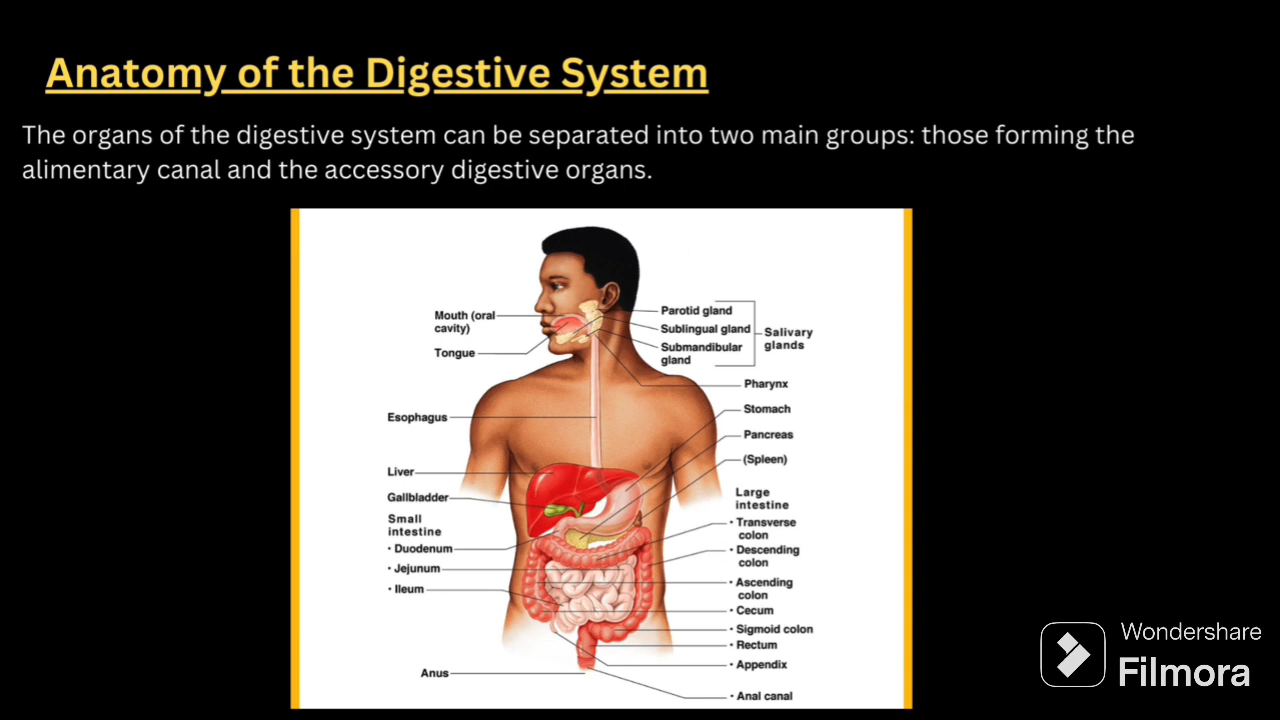 Anatomy of the Digestive System
The organs of the digestive system can be separated into two main groups: those forming the
alimentary canal and the accessory digestive organs.
Mouth (oral
cavity)
Tongue
Esophagus
Liver
Gallbladder
Small
intestine
• Duodenum
• Jejunum
• Ileum
Anus
Parotid gland
Sublingual gland
Submandibular
gland
Salivary
glands
Pharynx
Stomach
Pancreas
(Spleen)
Large
intestine
• Transverse
colon
• Descending
colon
• Ascending
colon
• Cecum
• Sigmoid colon
• Rectum
• Appendix
• Anal canal
Wondershare
Filmora